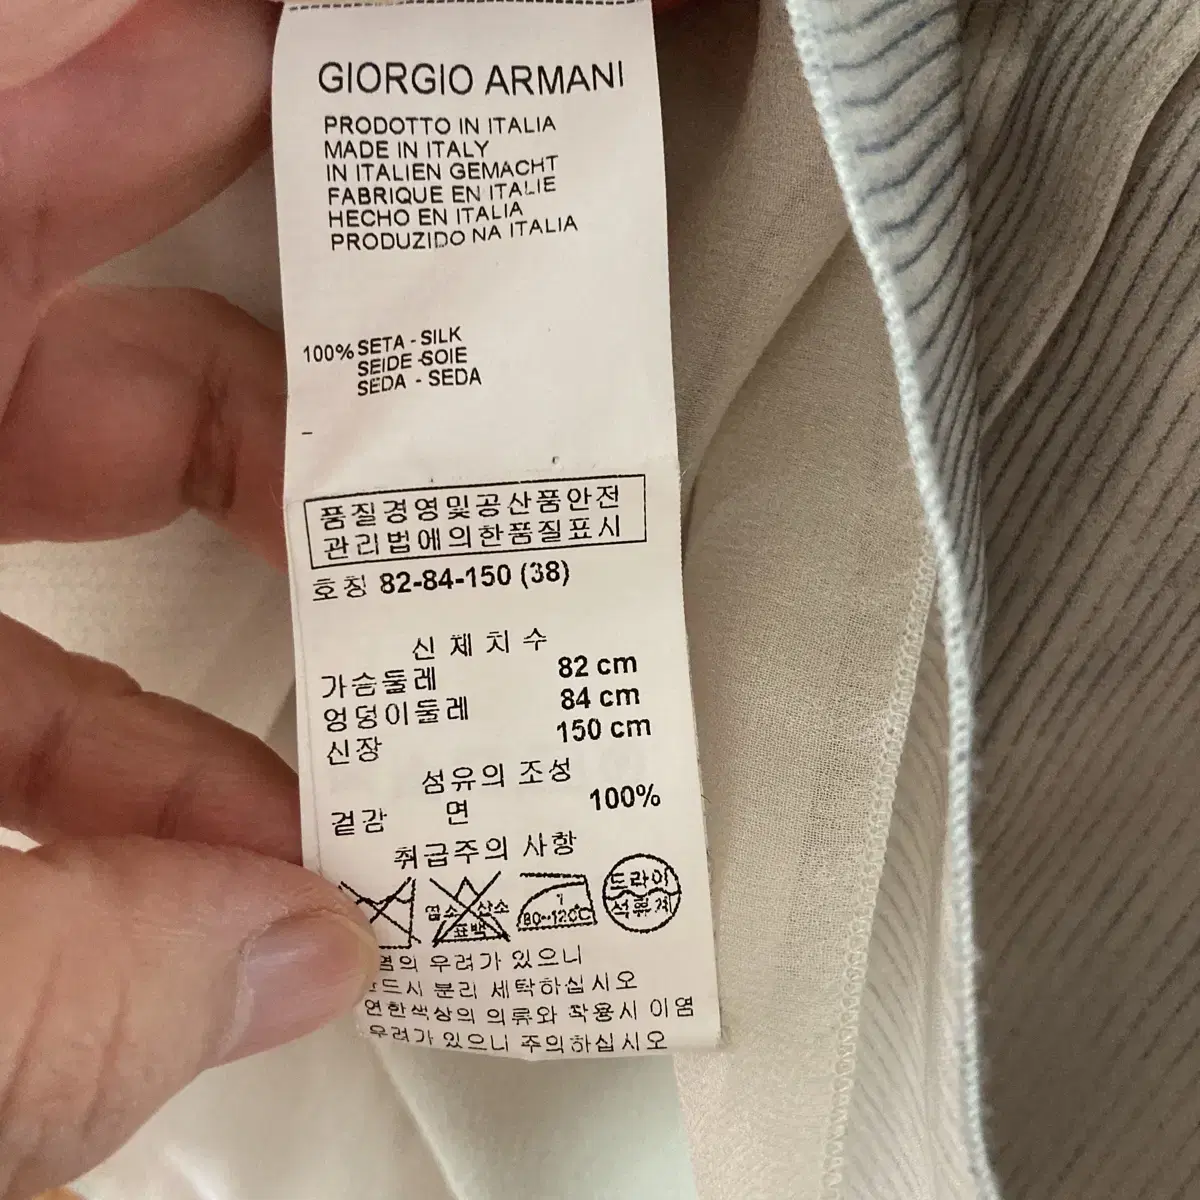 GIORGIO ARMANI
PRODOTTO IN ITALIA
MADE IN ITALY
IN ITALIEN GEMACHT
FABRIQUE EN ITALIE
HECHO EN ITALIA
PRODUZIDO NA ITALIA
100% SETA - SILK
SEIDE - SOIE
SEDA - SEDA
품질경영및공산품안전
관리법에의한품질표시
호칭 82-84-150 (38)
신체치수
가슴둘레 82 cm
엉덩이둘레 84 cm
신장 150 cm
섬유의 조성
겉감 면 100%
취급주의 사항
염소 산소 표백
80~120℃
드라이
석유계
염의 우려가 있으니
드시 분리 세탁하십시오
연한색상의 의류와 착용시 이염
우려가 있으니 주의하십시오